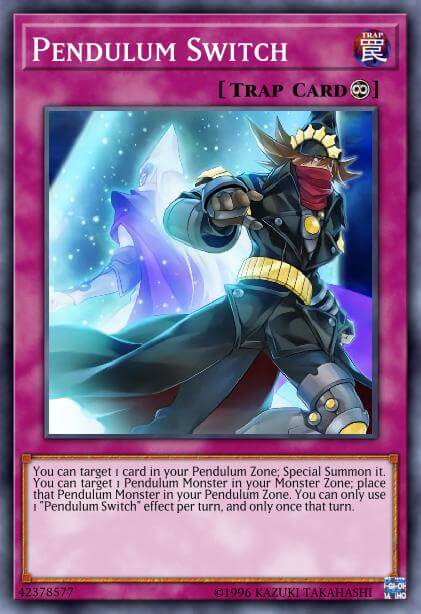 PENDULUM SWITCH
TRAP
罠
[TRAP CARD]
You can target 1 card in your Pendulum Zone; Special Summon it.
You can target 1 Pendulum Monster in your Monster Zone; place
that Pendulum Monster in your Pendulum Zone. You can only use
1 "Pendulum Switch" effect per turn, and only once that turn.
42378577
©1996 KAZUKI TAKAHASHI